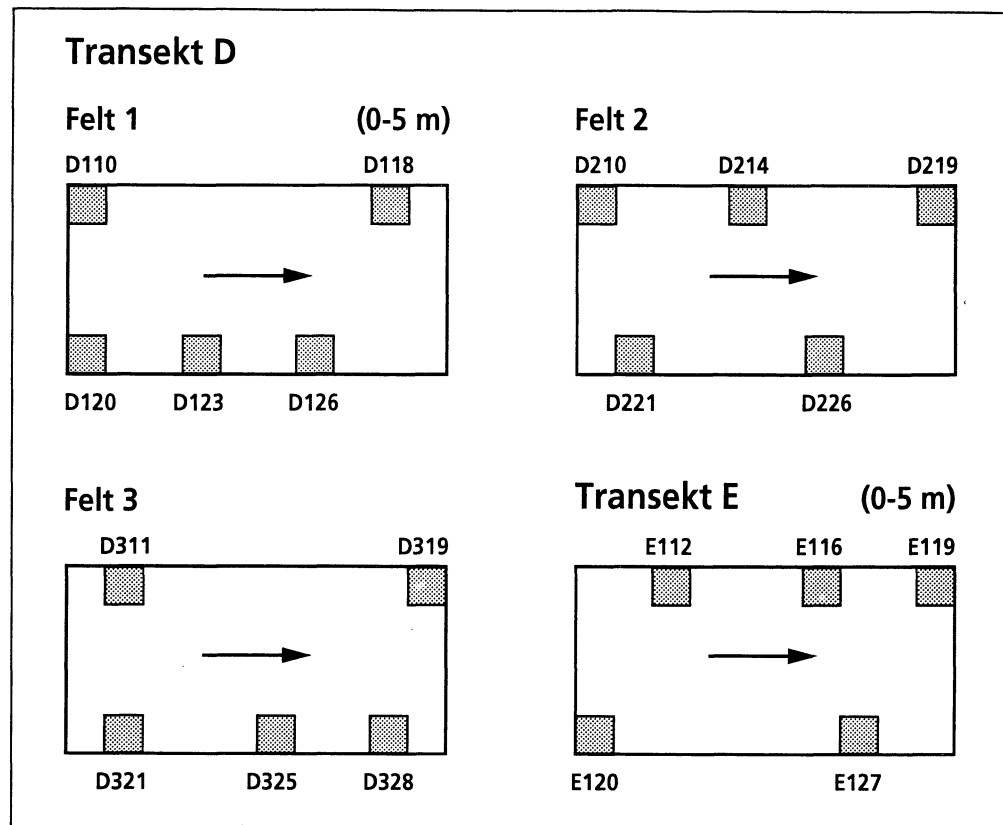 Transekt D
Felt 1 (0-5 m) Felt 2
D110 D118 D210 D214 D219
D120 D123 D126 D221 D226
Felt 3 Transekt E (0-5 m)
D311 D319 E112 E116 E119
D321 D325 D328 E120 E127